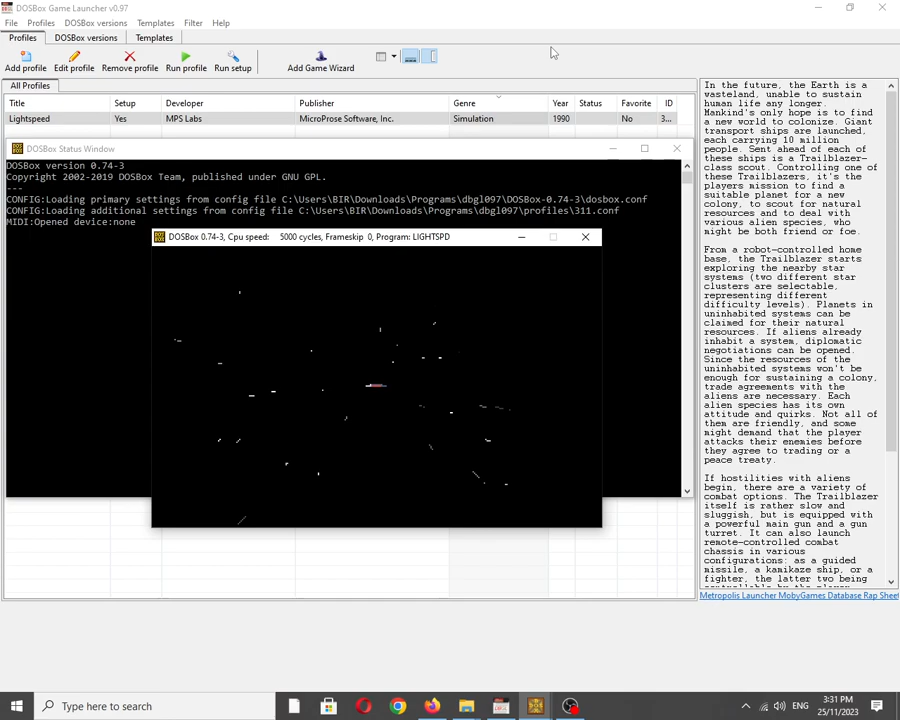 DOSBox Game Launcher v0.97
File Profiles DOSBox versions Templates Filter Help
Profiles DOSBox versions Templates
Add profile Edit profile Remove profile Run profile Run setup Add Game Wizard
All Profiles
Title Setup Developer Publisher Genre Year Status Favorite ID
Lightspeed Yes MPS Labs MicroProse Software, Inc. Simulation 1990 No 3...
DOSBox Status Window
DOSBox version 0.74-3
Copyright 2002-2019 DOSBox Team, published under GNU GPL.
---
CONFIG:Loading primary settings from config file C:\Users\BIR\Downloads\Programs\dbgl097\DOSBox-0.74-3\dosbox.conf
CONFIG:Loading additional settings from config file C:\Users\BIR\Downloads\Programs\dbgl097\profiles\311.conf
MIDI:Opened device:none
DOSBox 0.74-3, Cpu speed: 5000 cycles, Frameskip 0, Program: LIGHTSPD
In the future, the Earth is a
wasteland, unable to sustain
human life any longer.
Mankind's only hope is to find
a new world to colonize. Giant
transport ships are launched,
each carrying 10 million
people. Sent ahead of each of
these ships is a Trailblazer-
class scout. Controlling one of
these Trailblazers, it's the
players mission to find a
suitable planet for a new
colony, to scout for natural
resources and to deal with
various alien species, who
might be both friend or foe.
From a robot-controlled home
base, the Trailblazer starts
exploring the nearby star
systems (two different star
clusters are selectable,
representing different
difficulty levels). Planets in
uninhabited systems can be
claimed for their natural
resources. If aliens already
inhabit a system, diplomatic
negotiations can be opened.
Since the resources of the
uninhabited systems won't be
enough for sustaining a colony,
trade agreements with the
aliens are necessary. Each
alien species has its own
attitude and quirks. Not all of
them are friendly, and some
might demand that the player
attacks their enemies before
they agree to trading or a
peace treaty.
If hostilities with aliens
begin, there are a variety of
combat options. The Trailblazer
itself is rather slow and
sluggish, but is equipped with
a powerful main gun and a gun
turret. It can also launch
remote-controlled combat
chassis in various
configurations: as a guided
missile, a kamikaze ship, or a
fighter, the latter two being
Metropolis Launcher MobyGames Database Rap Sheet
Type here to search
3:31 PM
25/11/2023